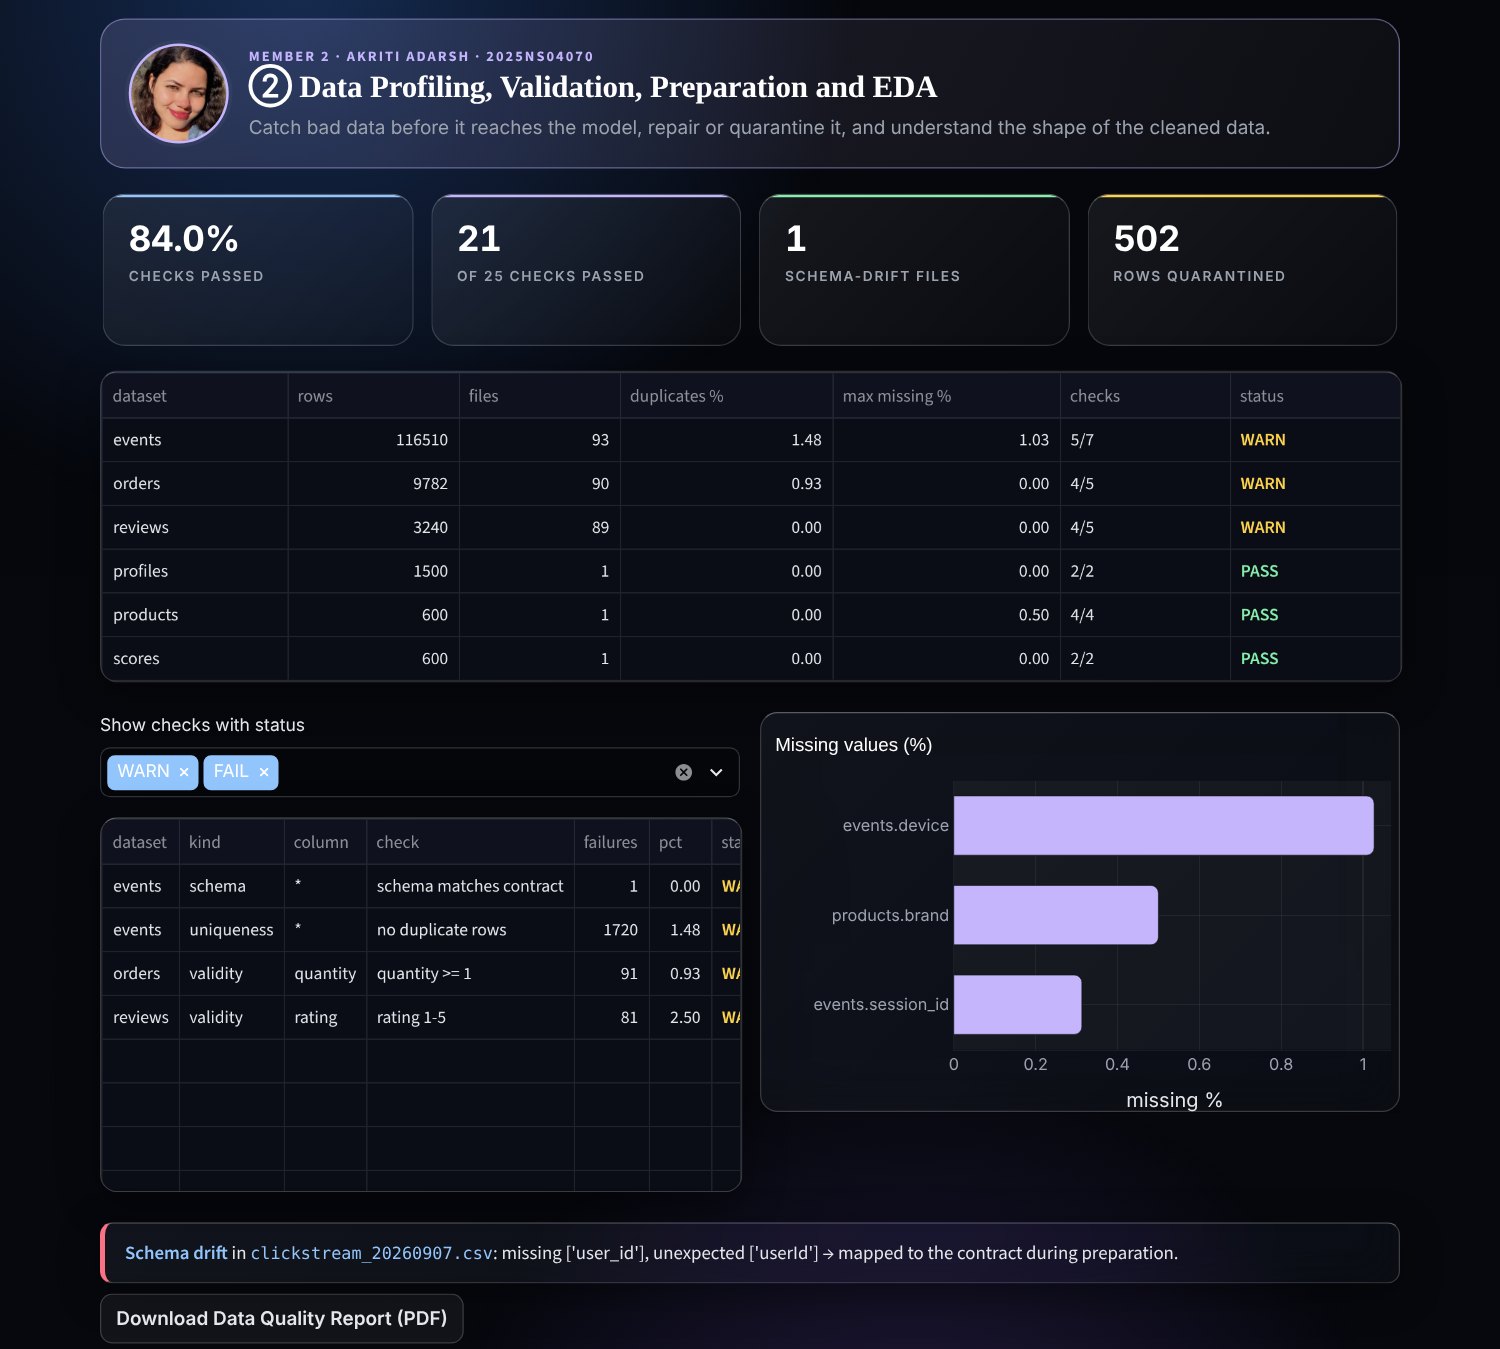 MEMBER 2 · AKRITI ADARSH · 2025NS04070
② Data Profiling, Validation, Preparation and EDA
Catch bad data before it reaches the model, repair or quarantine it, and understand the shape of the cleaned data.
84.0%
CHECKS PASSED
21
OF 25 CHECKS PASSED
1
SCHEMA-DRIFT FILES
502
ROWS QUARANTINED
dataset rows files duplicates % max missing % checks status
events 116510 93 1.48 1.03 5/7 WARN
orders 9782 90 0.93 0.00 4/5 WARN
reviews 3240 89 0.00 0.00 4/5 WARN
profiles 1500 1 0.00 0.00 2/2 PASS
products 600 1 0.00 0.50 4/4 PASS
scores 600 1 0.00 0.00 2/2 PASS
Show checks with status
WARN × FAIL ×
dataset kind column check failures pct sta
events schema * schema matches contract 1 0.00 WA
events uniqueness * no duplicate rows 1720 1.48 WA
orders validity quantity quantity >= 1 91 0.93 WA
reviews validity rating rating 1-5 81 2.50 WA
Missing values (%)
events.device
products.brand
events.session_id
0 0.2 0.4 0.6 0.8 1
missing %
Schema drift in clickstream_20260907.csv: missing ['user_id'], unexpected ['userId'] → mapped to the contract during preparation.
Download Data Quality Report (PDF)